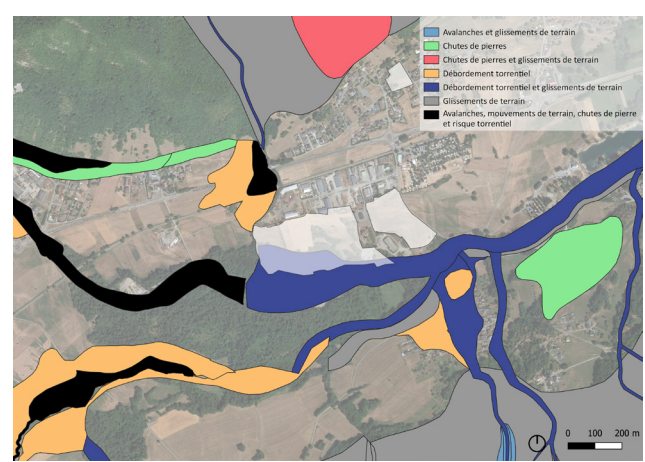 Avalanches et glissements de terrain
Chutes de pierres
Chutes de pierres et glissements de terrain
Débordement torrentiel
Débordement torrentiel et glissements de terrain
Glissements de terrain
Avalanches, mouvements de terrain, chutes de pierre
et risque torrentiel
0 100 200 m